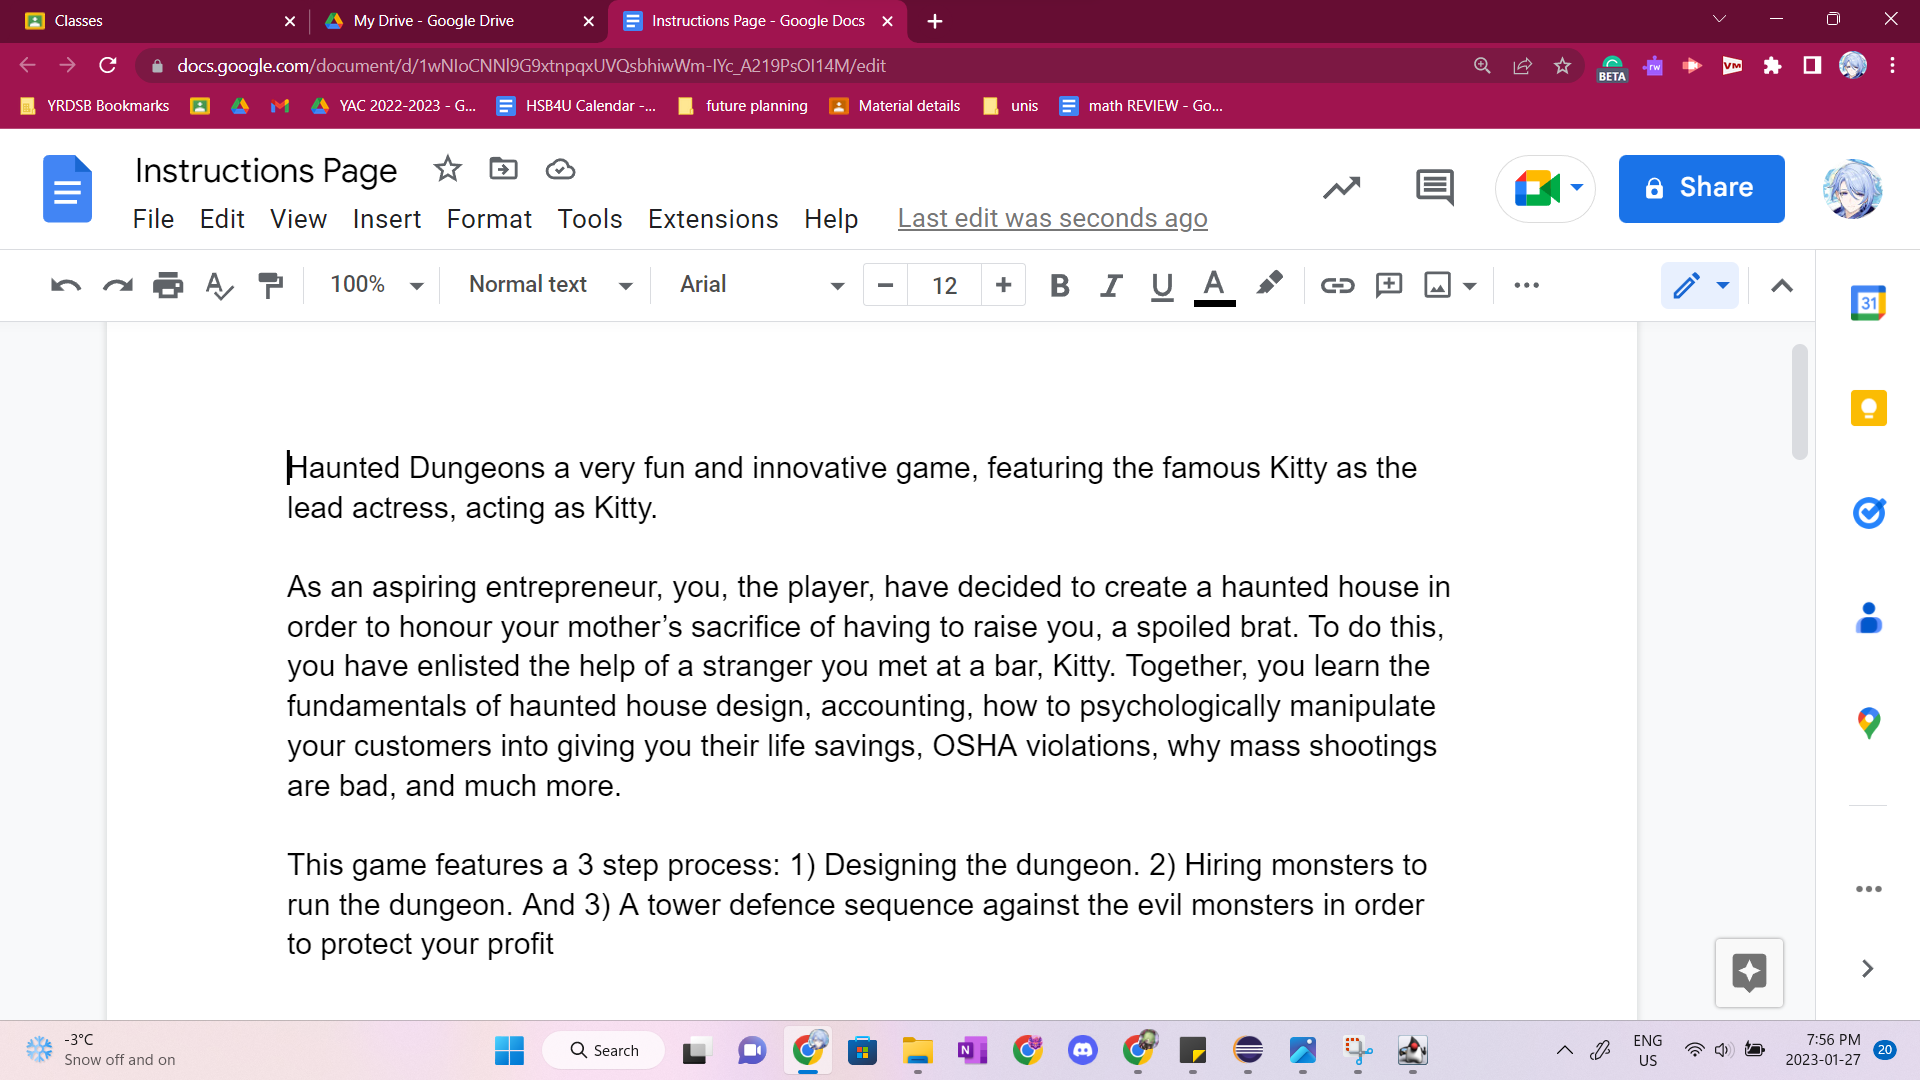 Classes
My Drive - Google Drive
Instructions Page - Google Docs
docs.google.com/document/d/1wNIoCNNl9G9xtnpqxUVQsbhiwWm-IYc_A219PsOI14M/edit
BETA
rw
VM
YRDSB Bookmarks
YAC 2022-2023 - G...
HSB4U Calendar -...
future planning
Material details
unis
math REVIEW - Go...
Instructions Page
File Edit View Insert Format Tools Extensions Help Last edit was seconds ago
Share
100% Normal text Arial 12 B I U A
31
Haunted Dungeons a very fun and innovative game, featuring the famous Kitty as the
lead actress, acting as Kitty.
As an aspiring entrepreneur, you, the player, have decided to create a haunted house in
order to honour your mother’s sacrifice of having to raise you, a spoiled brat. To do this,
you have enlisted the help of a stranger you met at a bar, Kitty. Together, you learn the
fundamentals of haunted house design, accounting, how to psychologically manipulate
your customers into giving you their life savings, OSHA violations, why mass shootings
are bad, and much more.
This game features a 3 step process: 1) Designing the dungeon. 2) Hiring monsters to
run the dungeon. And 3) A tower defence sequence against the evil monsters in order
to protect your profit
-3°C
Snow off and on
Search
N
ENG
US
7:56 PM
2023-01-27
20